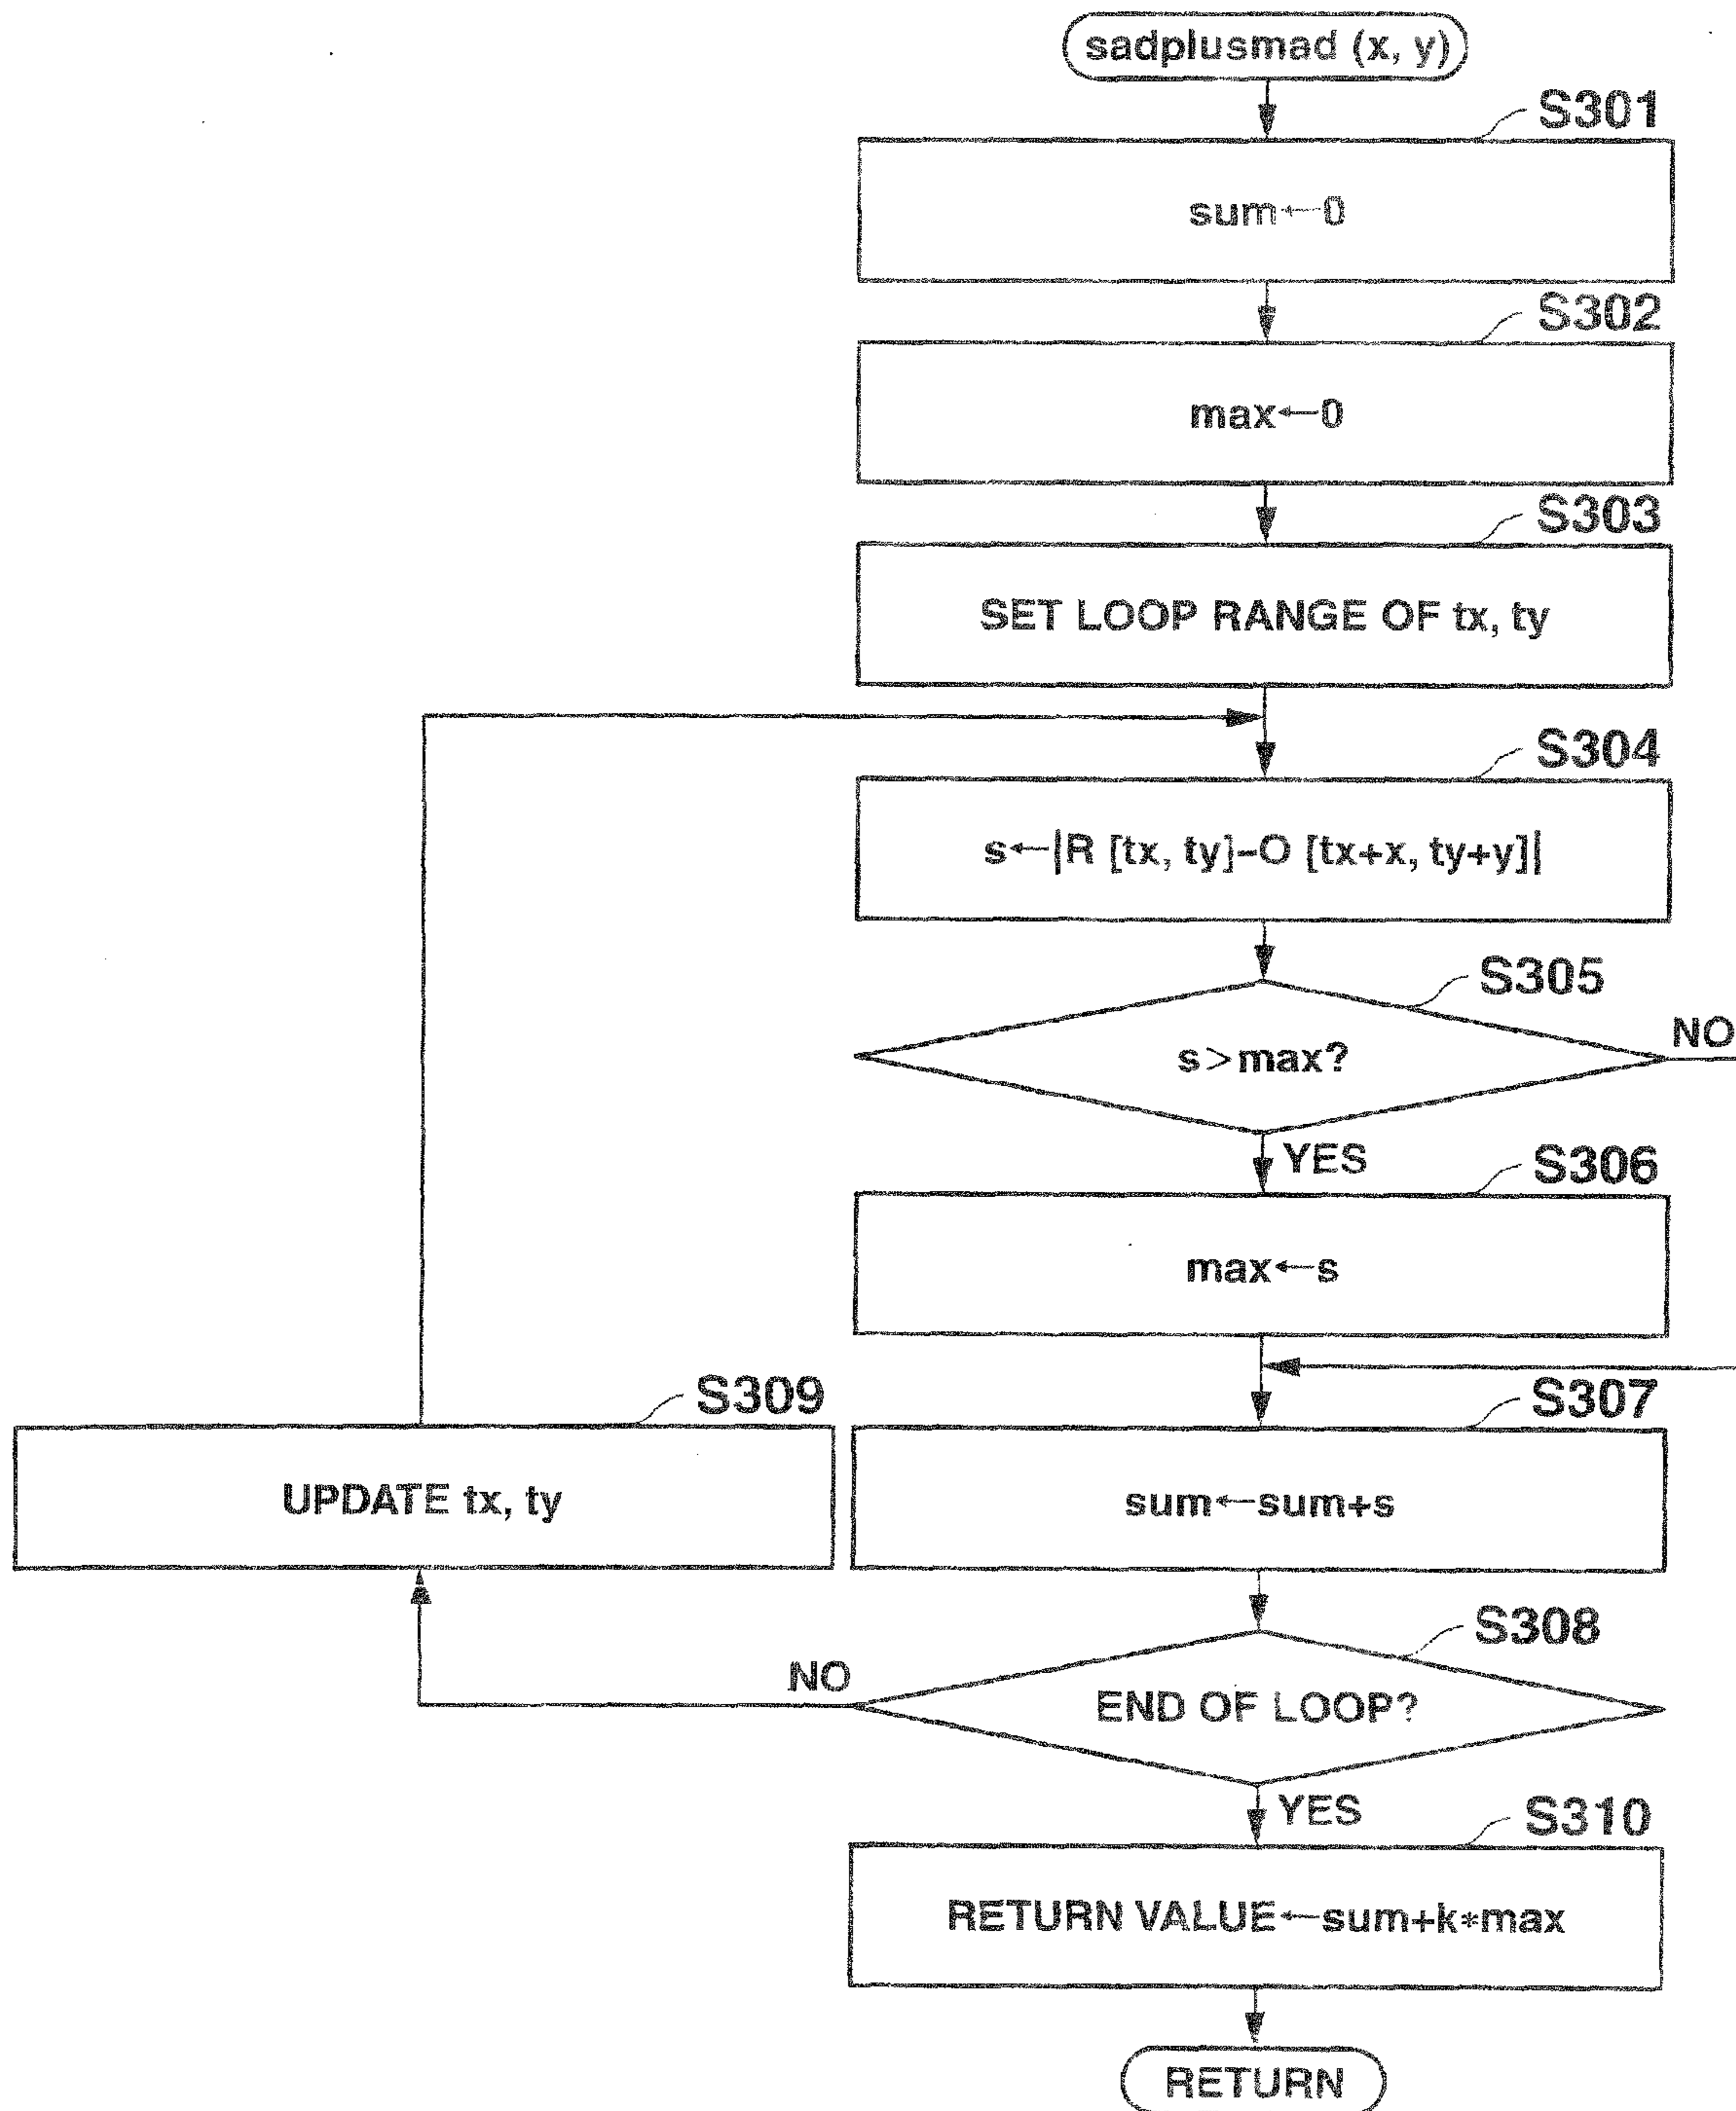 sadplusmad (x, y)
S301
sum←0
S302
max←0
S303
SET LOOP RANGE OF tx, ty
S304
s←|R [tx, ty]–O [tx+x, ty+y]|
S305
s>max?
NO
YES
S306
max←s
S309
UPDATE tx, ty
S307
sum←sum+s
S308
NO
END OF LOOP?
YES
S310
RETURN VALUE←sum+k*max
RETURN